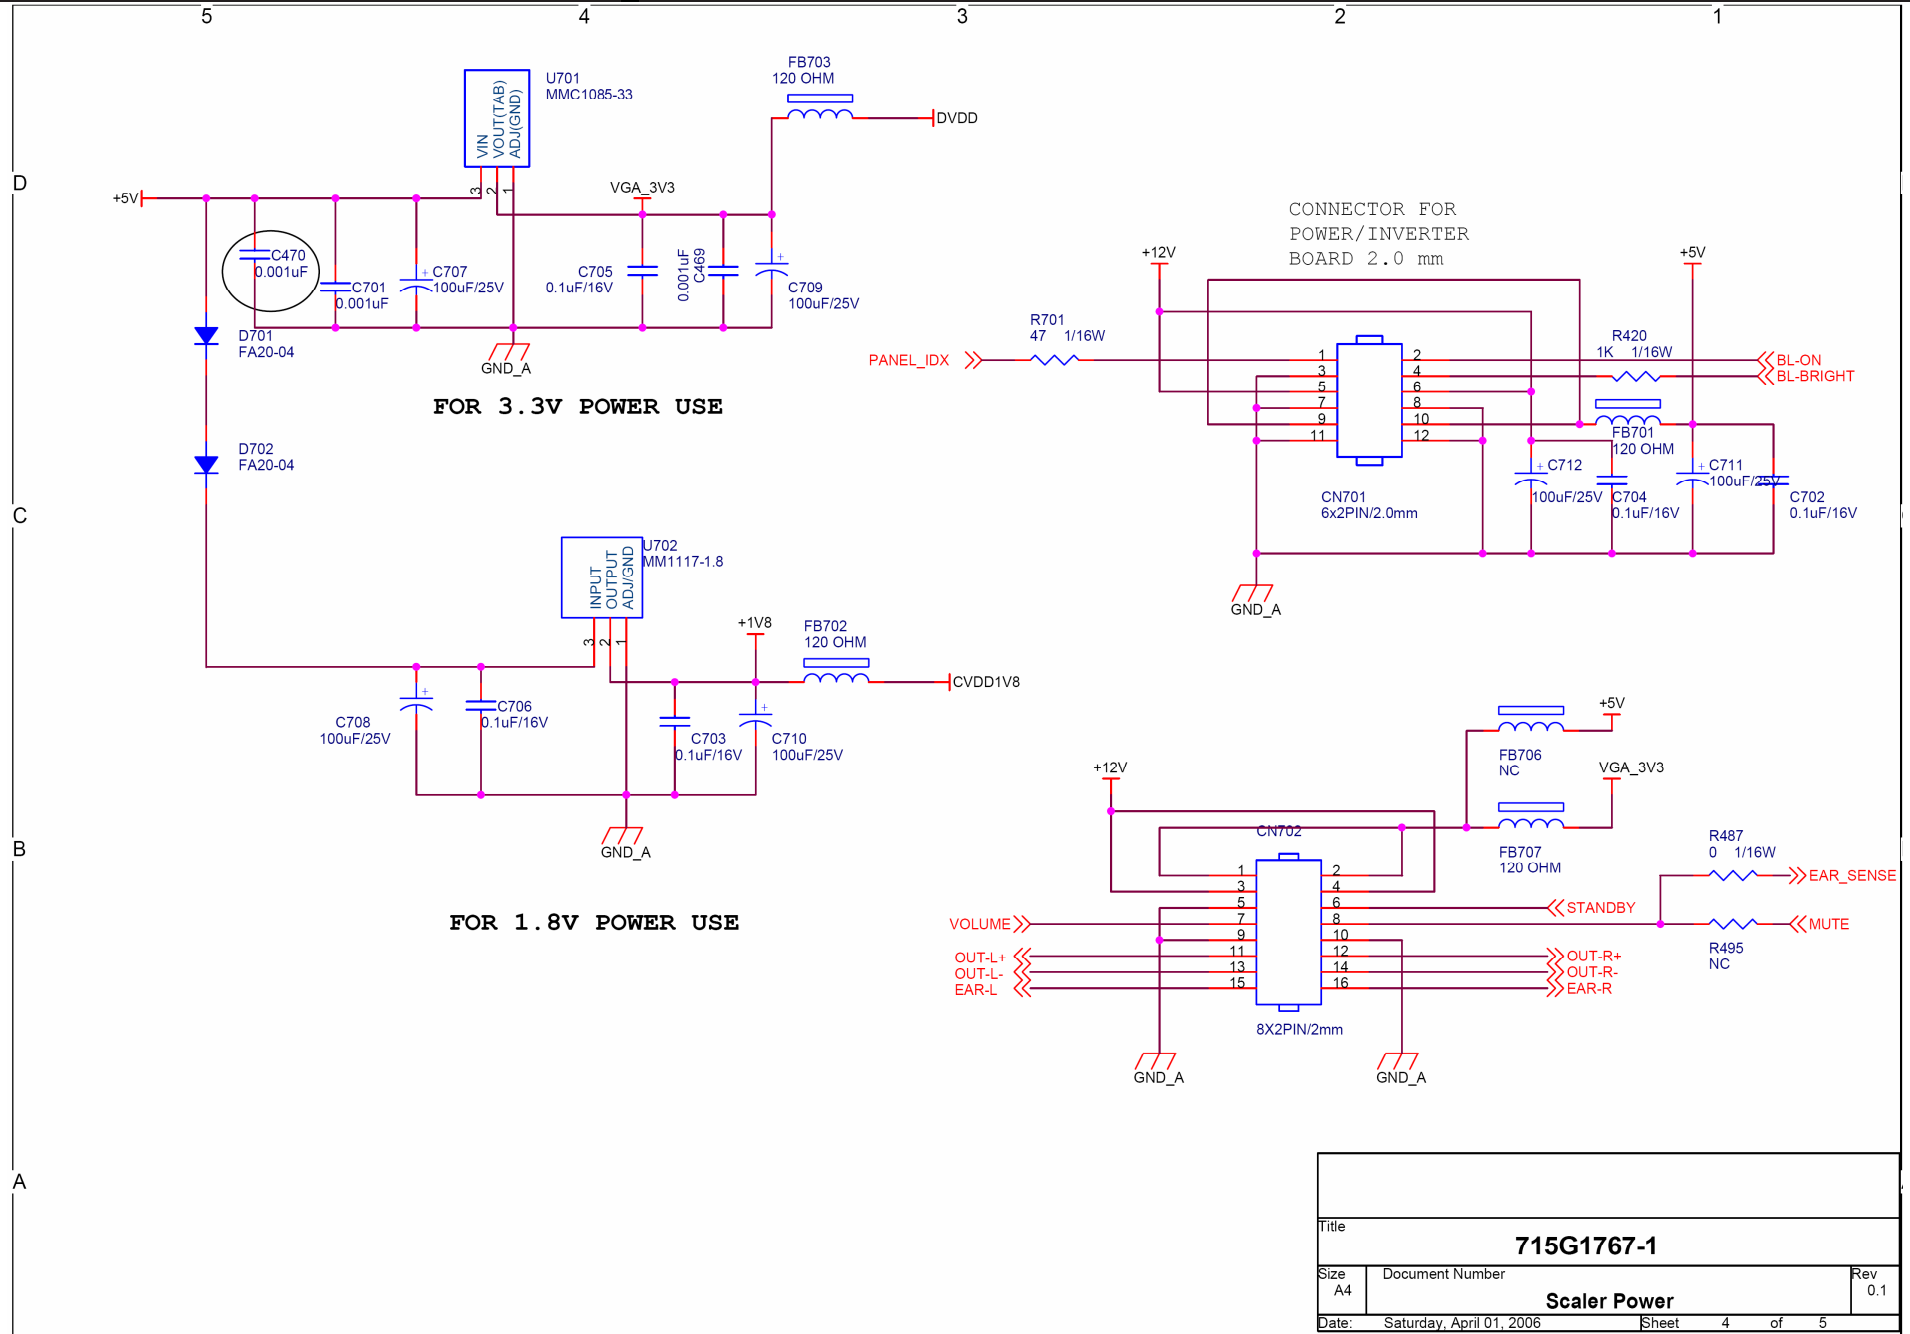 5
4
3
2
1
D
C
B
A
U701
MMC1085-33
VIN
VOUT(TAB)
ADJ(GND)
3
2
1
FB703
120 OHM
DVDD
+5V
VGA_3V3
C470
0.001uF
C701
0.001uF
+ C707
100uF/25V
C705
0.1uF/16V
0.001uF
C469
+
C709
100uF/25V
D701
FA20-04
GND_A
FOR 3.3V POWER USE
D702
FA20-04
U702
MM1117-1.8
INPUT
OUTPUT
ADJ/GND
3
2
1
+1V8
FB702
120 OHM
CVDD1V8
+
C708
100uF/25V
C706
0.1uF/16V
C703
0.1uF/16V
+
C710
100uF/25V
GND_A
FOR 1.8V POWER USE
CONNECTOR FOR
POWER/INVERTER
BOARD 2.0 mm
+12V
+5V
R701
47 1/16W
PANEL_IDX
1
3
5
7
9
11
2
4
6
8
10
12
R420
1K 1/16W
BL-ON
BL-BRIGHT
FB701
120 OHM
CN701
6x2PIN/2.0mm
+ C712
100uF/25V
C704
0.1uF/16V
+ C711
100uF/25V
C702
0.1uF/16V
GND_A
+5V
FB706
NC
VGA_3V3
FB707
120 OHM
+12V
CN702
1
3
5
7
9
11
13
15
2
4
6
8
10
12
14
16
R487
0 1/16W
EAR_SENSE
STANDBY
MUTE
R495
NC
VOLUME
OUT-L+
OUT-L-
EAR-L
OUT-R+
OUT-R-
EAR-R
8X2PIN/2mm
GND_A
GND_A
Title
715G1767-1
Size
A4
Document Number
Scaler Power
Rev
0.1
Date: Saturday, April 01, 2006 Sheet 4 of 5